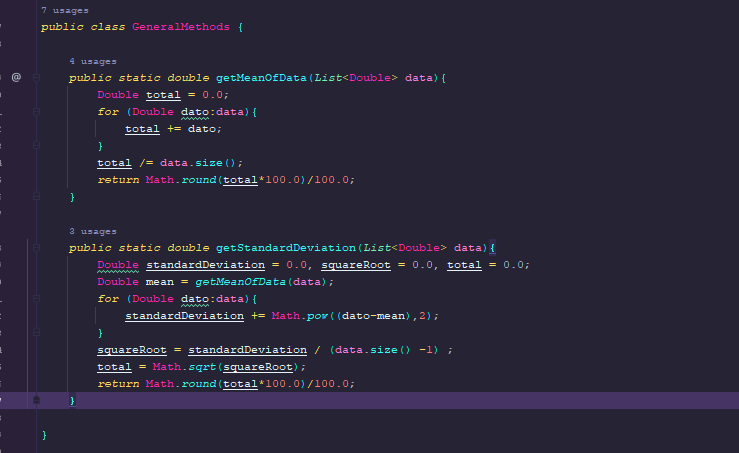 7 usages
public class GeneralMethods {
4 usages
@ public static double getMeanOfData(List<Double> data){
Double total = 0.0;
for (Double dato:data){
total += dato;
}
total /= data.size();
return Math.round(total*100.0)/100.0;
}
3 usages
public static double getStandardDeviation(List<Double> data){
Double standardDeviation = 0.0, squareRoot = 0.0, total = 0.0;
Double mean = getMeanOfData(data);
for (Double dato:data){
standardDeviation += Math.pow((dato-mean),2);
}
squareRoot = standardDeviation / (data.size() -1) ;
total = Math.sqrt(squareRoot);
return Math.round(total*100.0)/100.0;
}
}